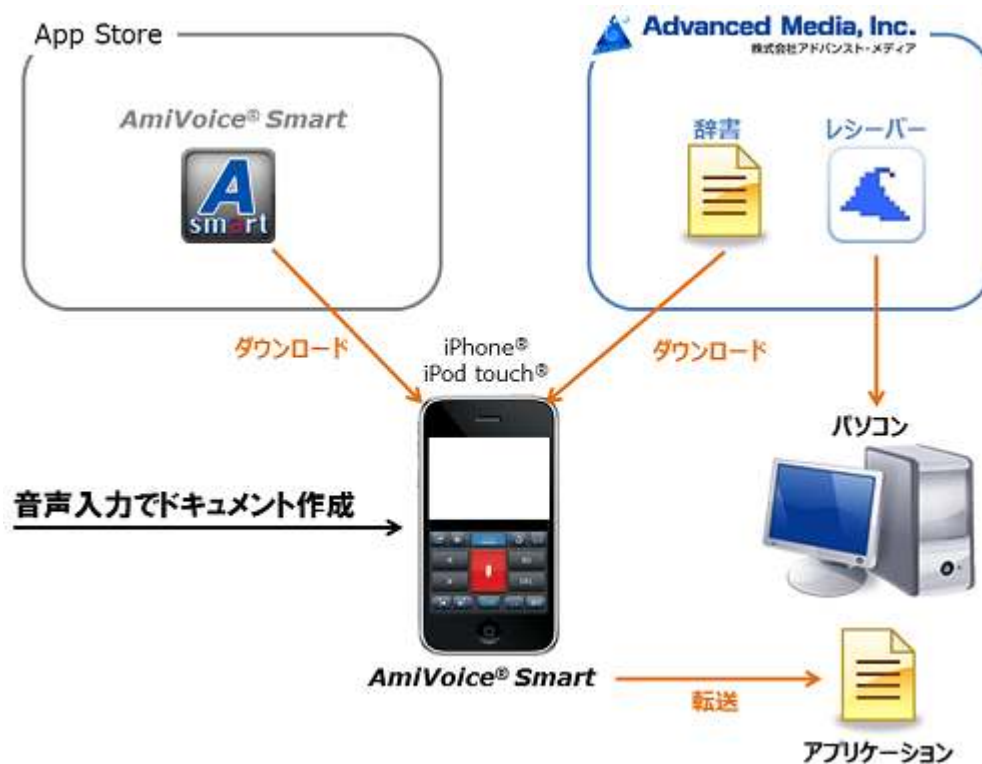 App Store
Advanced Media, Inc.
株式会社アドバンスト・メディア
AmiVoice® Smart
A
smart
辞書
レシーバー
ダウンロード
iPhone®
iPod touch®
ダウンロード
パソコン
音声入力でドキュメント作成
AmiVoice® Smart
転送
アプリケーション